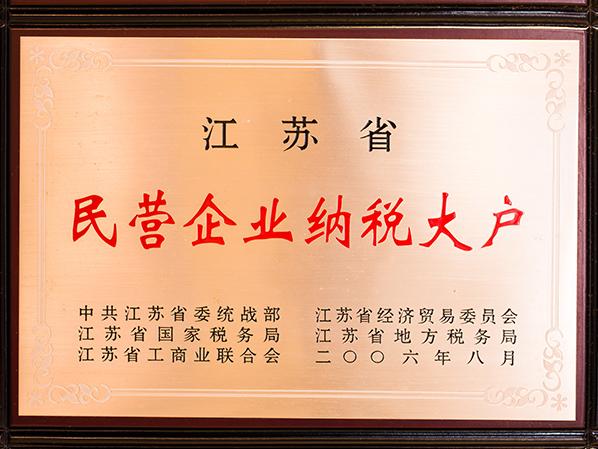 江苏省
民营企业纳税大户
中共江苏省委统战部
江苏省国家税务局
江苏省工商业联合会
江苏省经济贸易委员会
江苏省地方税务局
二〇〇六年八月